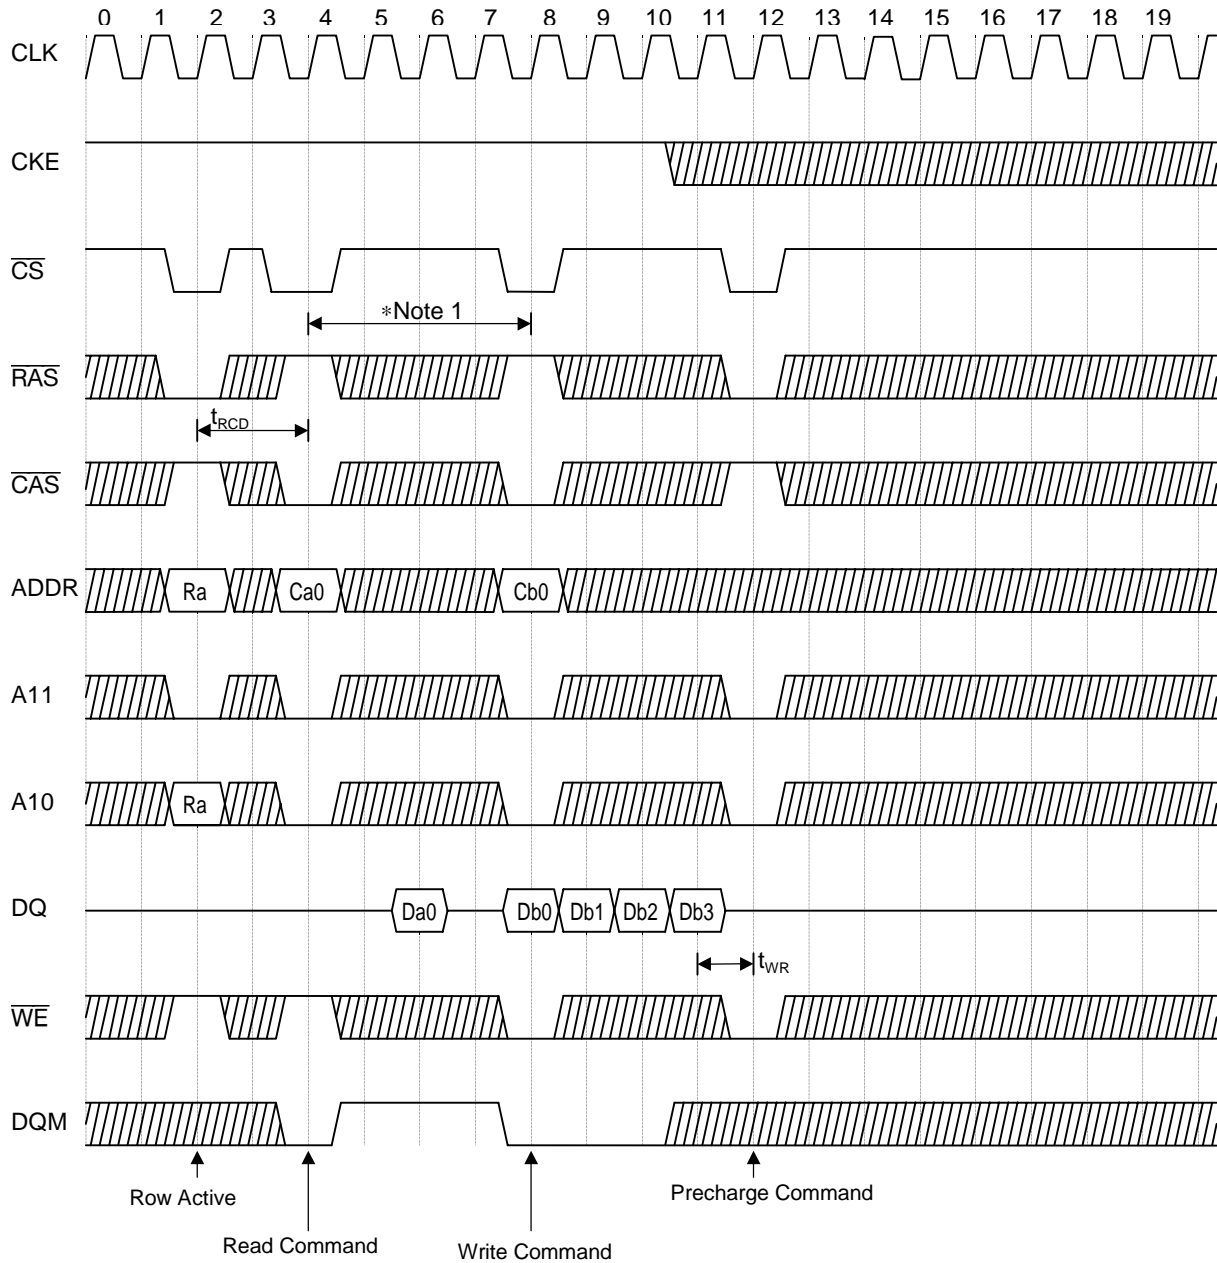 0 1 2 3 4 5 6 7 8 9 10 11 12 13 14 15 16 17 18 19
CLK
CKE
CS
∗Note 1
RAS
tRCD
CAS
ADDR Ra Ca0 Cb0
A11
A10 Ra
DQ Da0 Db0 Db1 Db2 Db3
tWR
WE
DQM
Row Active
Precharge Command
Read Command
Write Command